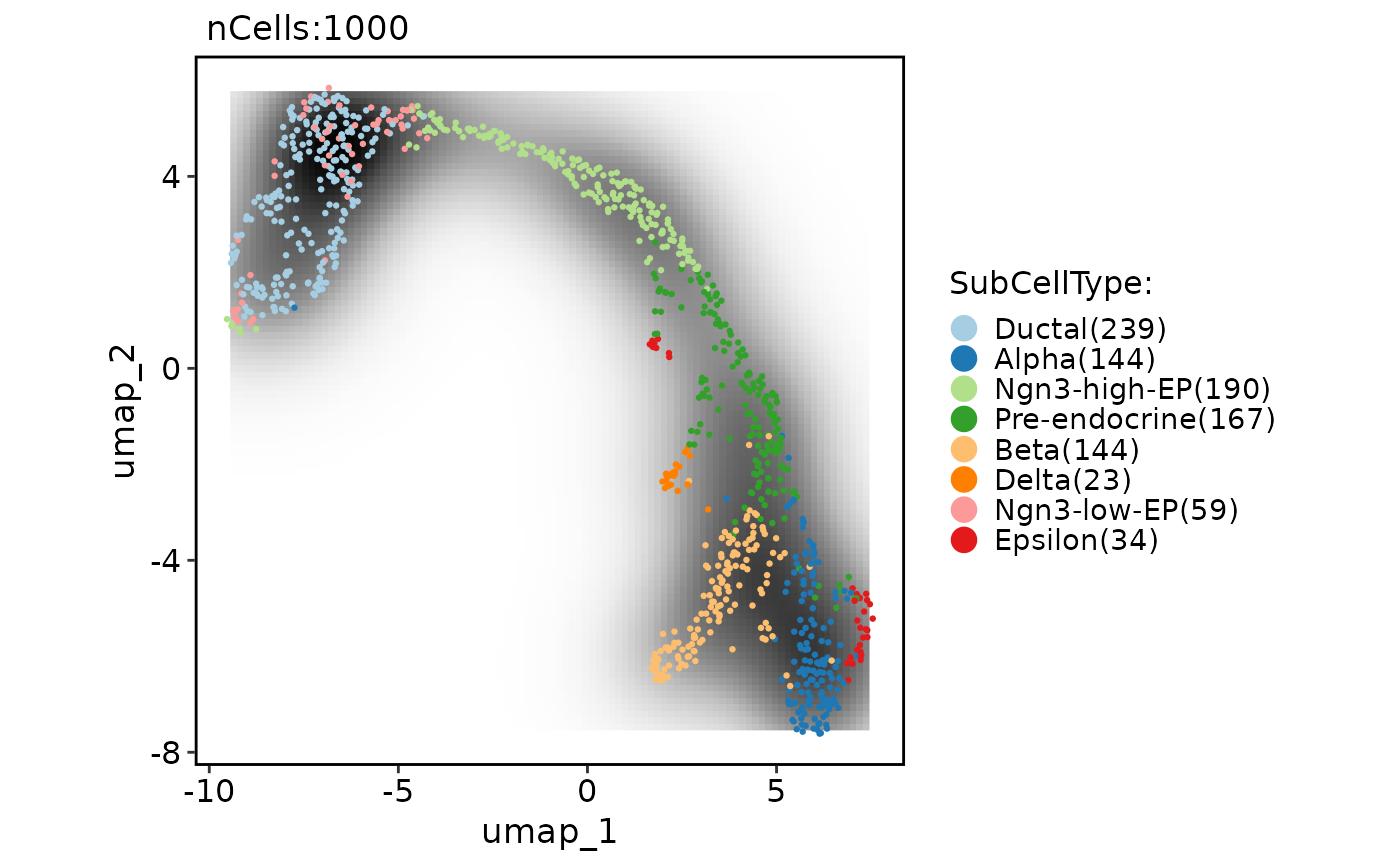 nCells:1000
4
0
-4
-8
-10
-5
0
5
umap_1
umap_2
SubCellType:
Ductal(239)
Alpha(144)
Ngn3-high-EP(190)
Pre-endocrine(167)
Beta(144)
Delta(23)
Ngn3-low-EP(59)
Epsilon(34)